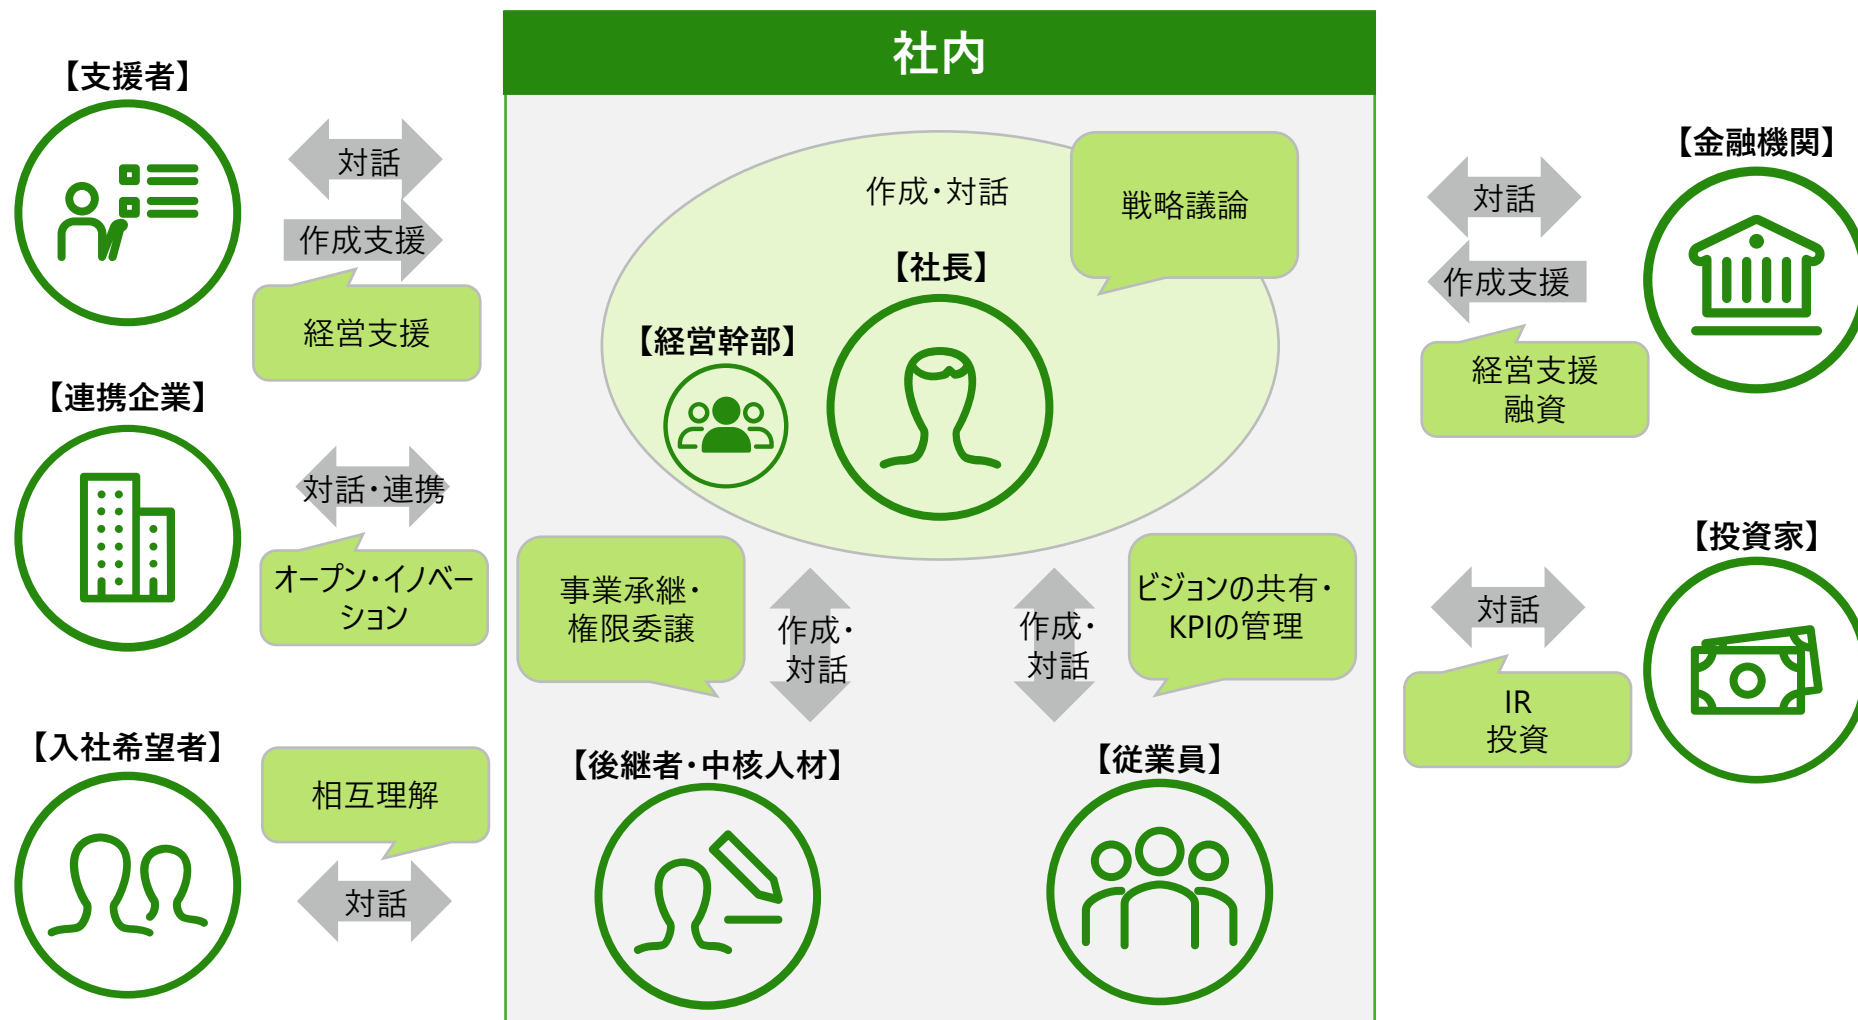 社内
【支援者】
対話
作成支援
経営支援
【連携企業】
対話・連携
オープン・イノベー
ション
【入社希望者】
相互理解
対話
作成・対話
戦略議論
【社長】
【経営幹部】
事業承継・
権限委譲
作成・
対話
作成・
対話
ビジョンの共有・
KPIの管理
【後継者・中核人材】
【従業員】
【金融機関】
対話
作成支援
経営支援
融資
【投資家】
対話
IR
投資